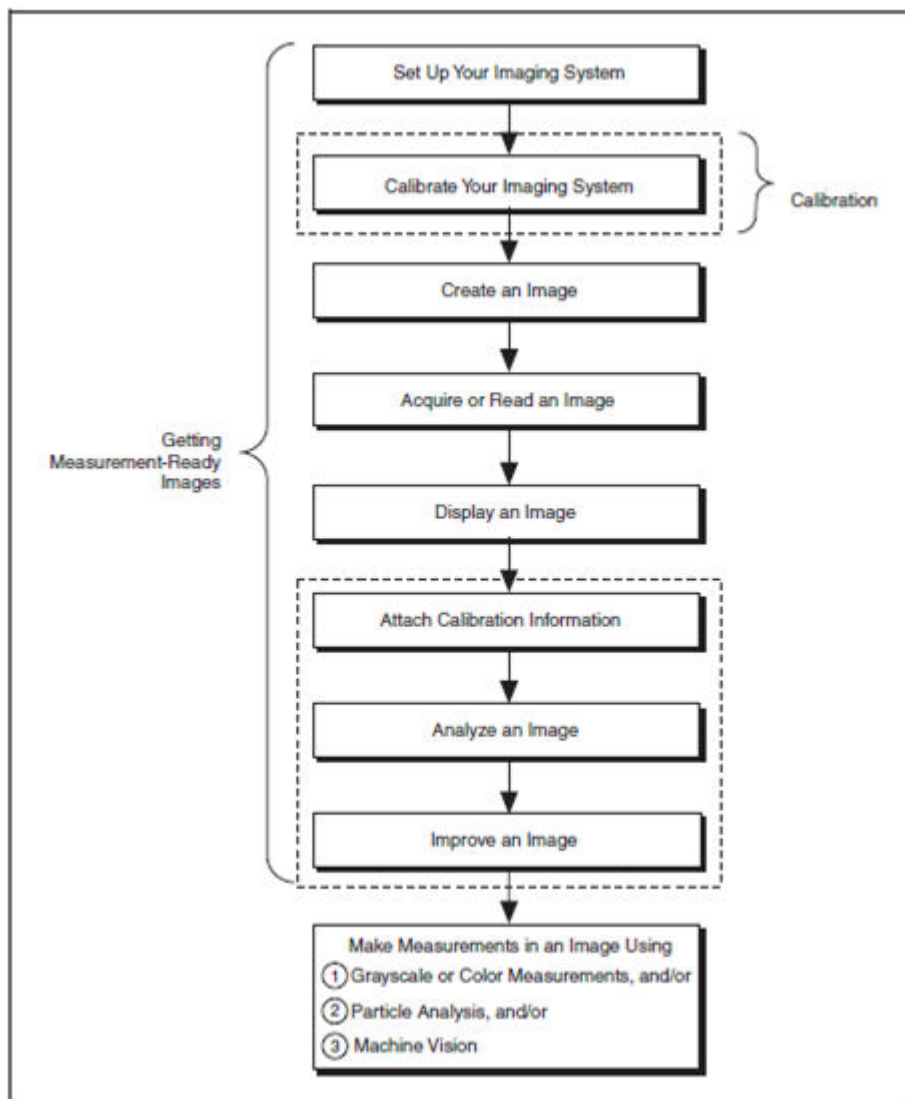 Set Up Your Imaging System
Calibrate Your Imaging System
Calibration
Create an Image
Acquire or Read an Image
Getting
Measurement-Ready
Images
Display an Image
Attach Calibration Information
Analyze an Image
Improve an Image
Make Measurements in an Image Using
1 Grayscale or Color Measurements, and/or
2 Particle Analysis, and/or
3 Machine Vision